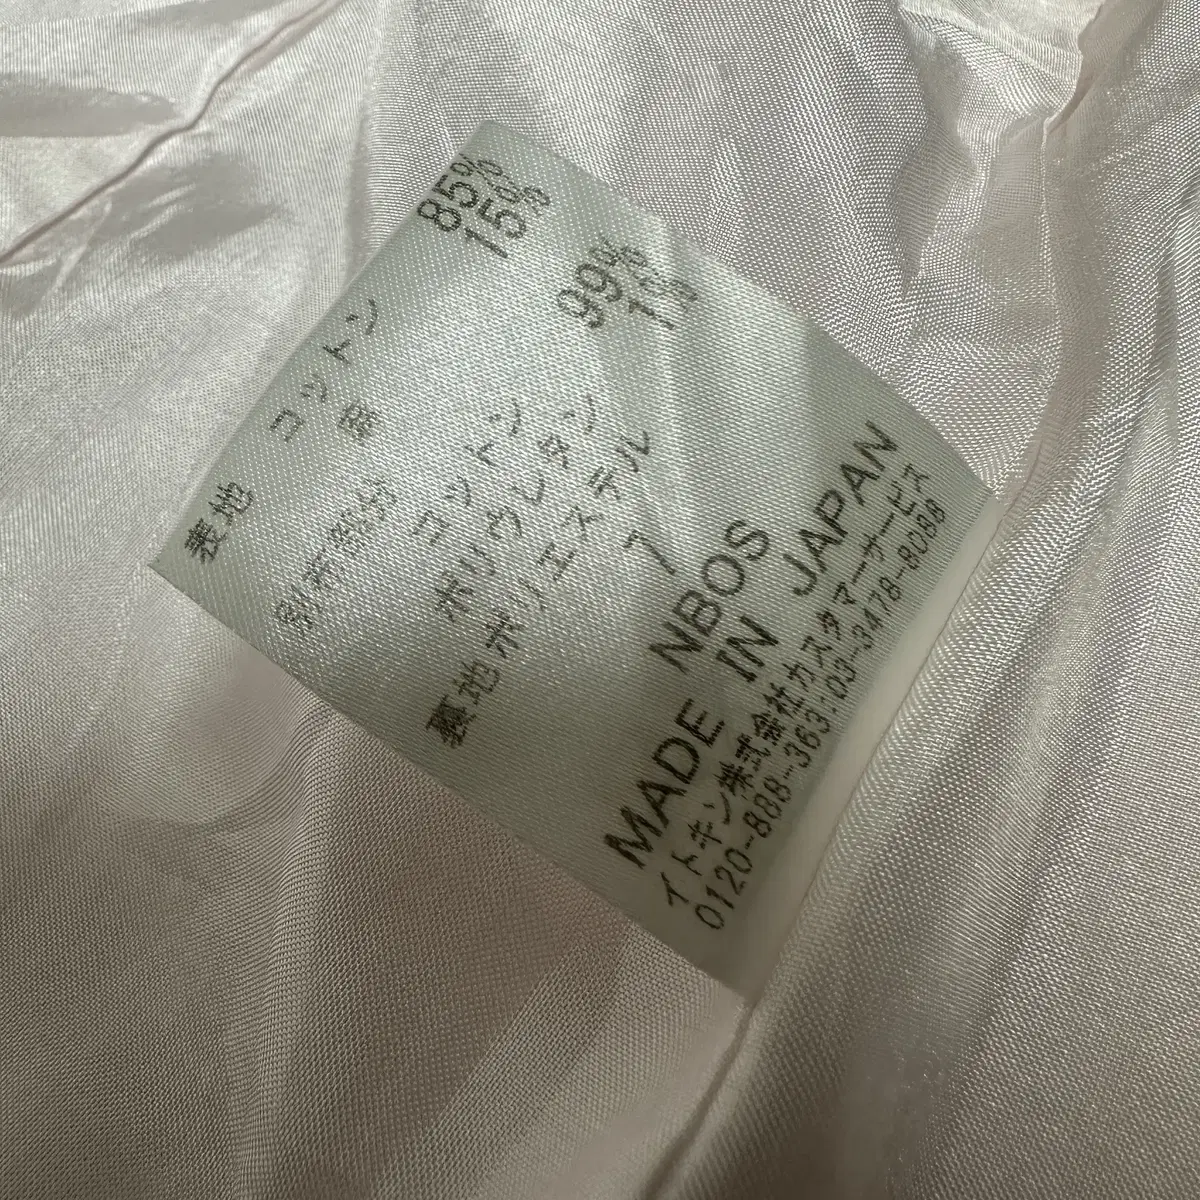 表地
コットン 85%
麻 15%
別布部分
コットン 99%
ポリウレタン 1%
裏地ポリエステル
7
NBOS
MADE IN JAPAN
イトキン株式会社カスタマーサービス
0120-888-363:03-3478-8088